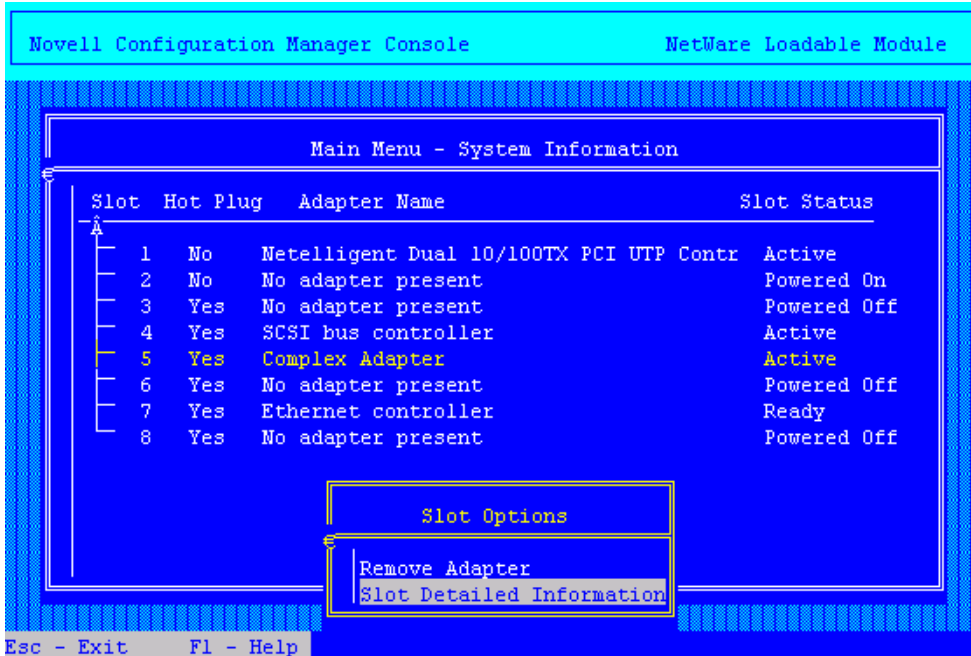 Novell Configuration Manager Console NetWare Loadable Module
Main Menu - System Information
Slot Hot Plug Adapter Name Slot Status
1 No Netelligent Dual 10/100TX PCI UTP Contr Active
2 No No adapter present Powered On
3 Yes No adapter present Powered Off
4 Yes SCSI bus controller Active
5 Yes Complex Adapter Active
6 Yes No adapter present Powered Off
7 Yes Ethernet controller Ready
8 Yes No adapter present Powered Off
Slot Options
Remove Adapter
Slot Detailed Information
Esc - Exit F1 - Help